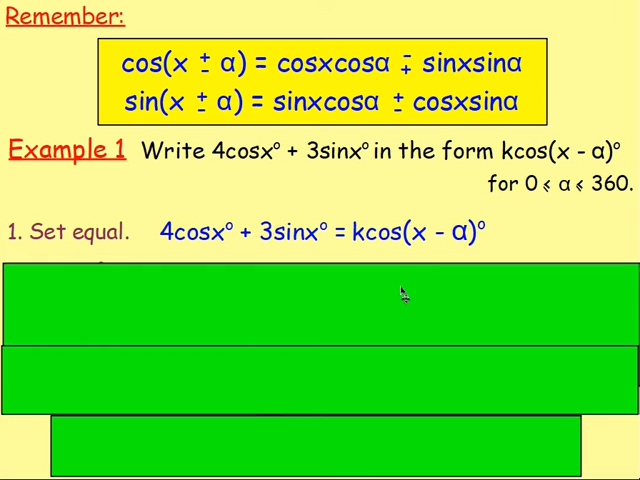 Remember:
cos(x ± α) = cosxcosα ∓ sinxsinα
sin(x ± α) = sinxcosα ± cosxsinα
Example 1 Write 4cosx° + 3sinx° in the form kcos(x - α)°
for 0 ≤ α ≤ 360.
1. Set equal. 4cosx° + 3sinx° = kcos(x - α)°